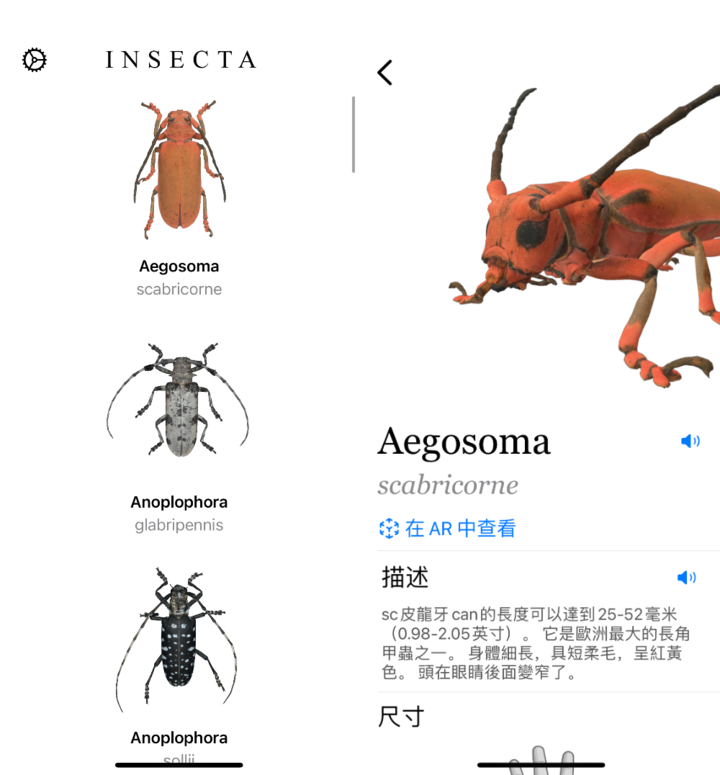 INSECTA
Aegosoma
scabricorne
Anoplophora
glabripennis
Anoplophora
sollii
Aegosoma
scabricorne
在 AR 中查看
描述
sc皮龍牙can的長度可以達到25-52毫米
（0.98-2.05英寸）。 它是歐洲最大的長角
甲蟲之一。 身體細長，具短柔毛，呈紅黃
色。 頭在眼睛後面變窄了。
尺寸